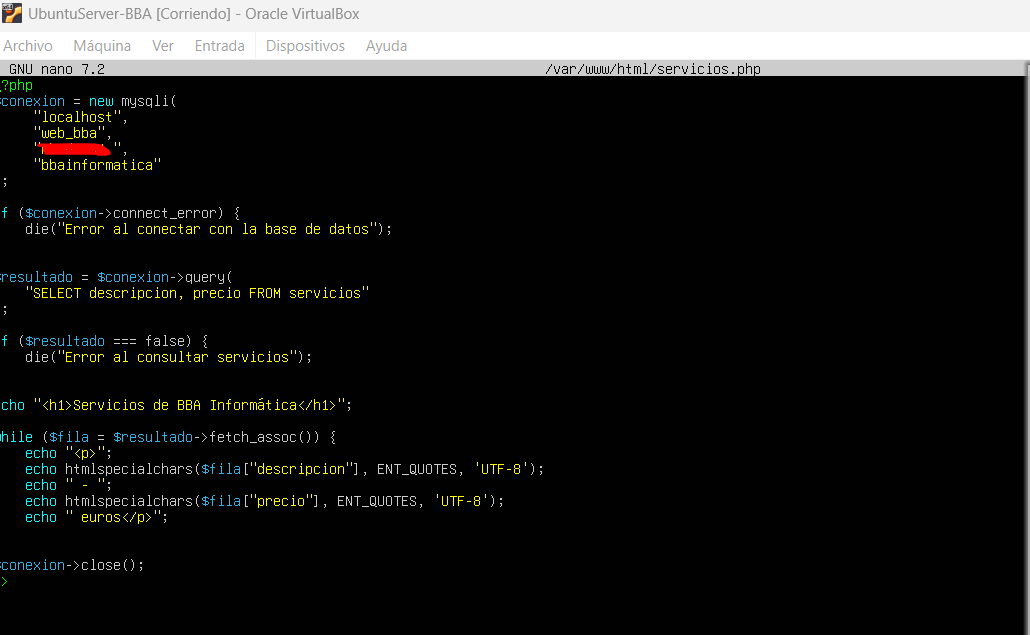 UbuntuServer-BBA [Corriendo] - Oracle VirtualBox
Archivo Máquina Ver Entrada Dispositivos Ayuda
GNU nano 7.2 /var/www/html/servicios.php
?php
conexion = new mysqli(
"localhost",
"web_bba",
" ",
"bbainformatica"
;
f ($conexion->connect_error) {
die("Error al conectar con la base de datos");
resultado = $conexion->query(
"SELECT descripcion, precio FROM servicios"
;
f ($resultado === false) {
die("Error al consultar servicios");
cho "<h1>Servicios de BBA Informática</h1>";
hile ($fila = $resultado->fetch_assoc()) {
echo "<p>";
echo htmlspecialchars($fila["descripcion"], ENT_QUOTES, 'UTF-8');
echo " - ";
echo htmlspecialchars($fila["precio"], ENT_QUOTES, 'UTF-8');
echo " euros</p>";
conexion->close();
>